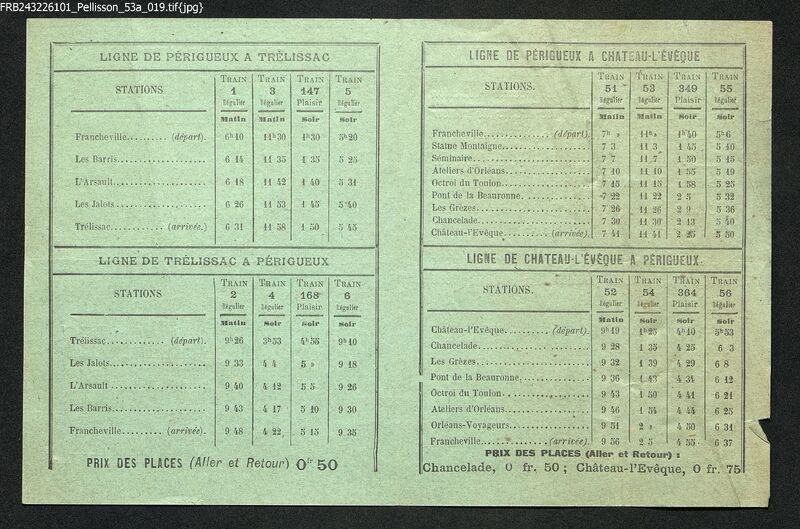 FRB243226101_Pellisson_53a_019.tif{jpg}
LIGNE DE PÉRIGUEUX A TRÉLISSAC
STATIONS TRAIN 1 Régulier TRAIN 3 Régulier TRAIN 147 Plaisir TRAIN 5 Régulier
Matin Matin Soir Soir
Francheville.......... (départ). 6h10 11h30 1h30 5h20
Les Barris 6 14 11 35 1 35 5 25
L'Arsault 6 18 11 42 1 40 5 31
Les Jalots 6 26 11 53 1 45 5 40
Trélissac (arrivée.) 6 31 11 58 1 50 5 45
LIGNE DE TRÉLISSAC A PÉRIGUEUX
STATIONS TRAIN 2 Régulier TRAIN 4 Régulier TRAIN 168 Plaisir TRAIN 6 Régulier
Matin Soir Soir Soir
Trélissac (départ) 9h26 3h53 4h55 9h10
Les Jalots 9 33 4 4 5 » 9 18
L'Arsault 9 40 4 12 5 5 9 26
Les Barris 9 43 4 17 5 10 9 30
Francheville (arrivée). 9 48 4 22 5 15 9 35
PRIX DES PLACES (Aller et Retour) 0fr 50
LIGNE DE PÉRIGUEUX A CHATEAU-L'ÉVÊQUE
STATIONS. TRAIN 51 Régulier TRAIN 53 Régulier TRAIN 349 Plaisir TRAIN 55 Régulier
Matin Matin Soir Soir
Francheville (départ) 7h » 11h » 1h40 5h6
Staine Montaigne 7 3 11 3 1 45 5 10
Séminaire 7 7 11 7 1 50 5 15
Ateliers d'Orléans 7 10 11 10 1 55 5 19
Octroi du Toulon 7 15 11 15 1 58 5 25
Pont de la Beauronne 7 22 11 22 2 5 5 32
Les Grèzes 7 26 11 26 2 9 5 36
Chancelade 7 30 11 30 2 13 5 40
Château-l'Evêque (arrivée) 7 41 11 41 2 25 5 50
LIGNE DE CHATEAU-L'ÉVÊQUE A PÉRIGUEUX
STATIONS. TRAIN 52 Régulier TRAIN 54 Régulier TRAIN 364 Plaisir TRAIN 56 Régulier
Matin Soir Soir Soir
Château-l'Evêque (départ) 9h19 1h25 4h10 5h53
Chancelade 9 28 1 35 4 25 6 3
Les Grèzes 9 32 1 39 4 29 6 8
Pont de la Beauronne 9 36 1 43 4 34 6 12
Octroi du Toulon 9 43 1 50 4 41 6 21
Ateliers d'Orléans 9 46 1 54 4 44 6 25
Orléans-Voyageurs 9 51 2 » 4 50 6 31
Francheville (arrivée) 9 56 2 5 4 55 6 37
PRIX DES PLACES (Aller et Retour) :
Chancelade, 0 fr. 50 ; Château-l'Evêque, 0 fr. 75